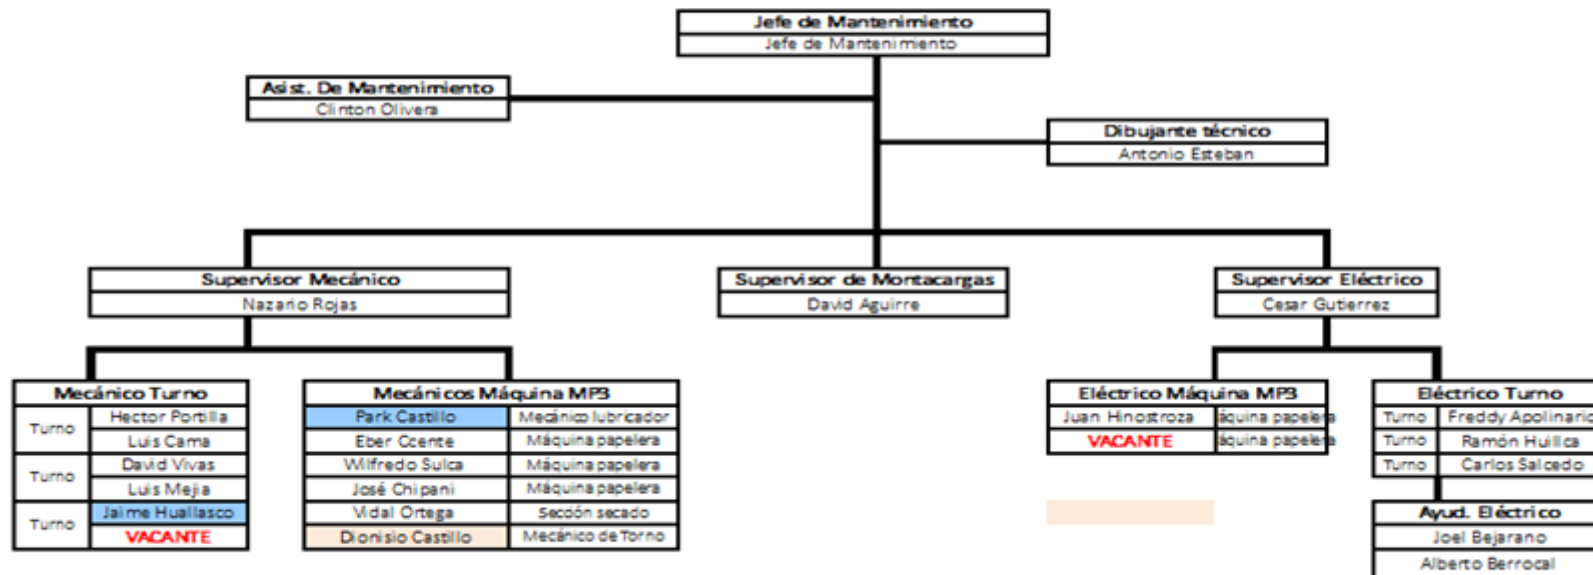 Jefe de Mantenimiento
Jefe de Mantenimiento
Asist. De Mantenimiento
Clinton Olivera
Dibujante técnico
Antonio Esteban
Supervisor Mecánico
Nazario Rojas
Supervisor de Montacargas
David Aguirre
Supervisor Eléctrico
Cesar Gutierrez
Mecánico Turno
Turno Hector Portilla
Luis Cama
Turno David Vivas
Luis Mejia
Turno Jaime Huallasco
VACANTE
Mecánicos Máquina MP3
Park Castillo Mecánico lubricador
Eber Ccente Máquina papelera
Wilfredo Sulca Máquina papelera
José Chipani Máquina papelera
Vidal Ortega Sección secado
Dionisio Castillo Mecánico de Torno
Eléctrico Máquina MP3
Juan Hinostroza áquina papelera
VACANTE áquina papelera
Eléctrico Turno
Turno Freddy Apolinario
Turno Ramón Huillca
Turno Carlos Salcedo
Ayud. Eléctrico
Joel Bejarano
Alberto Berrocal